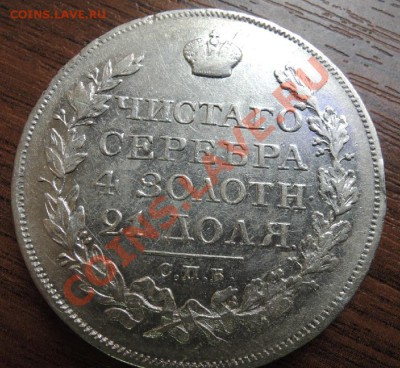 COINS.LAVE.RU
COINS.LAVE.RU
ЧИСТАГО
СЕРЕБРА
4 ЗОЛОТН
21 ДОЛЯ
С.П.Б.